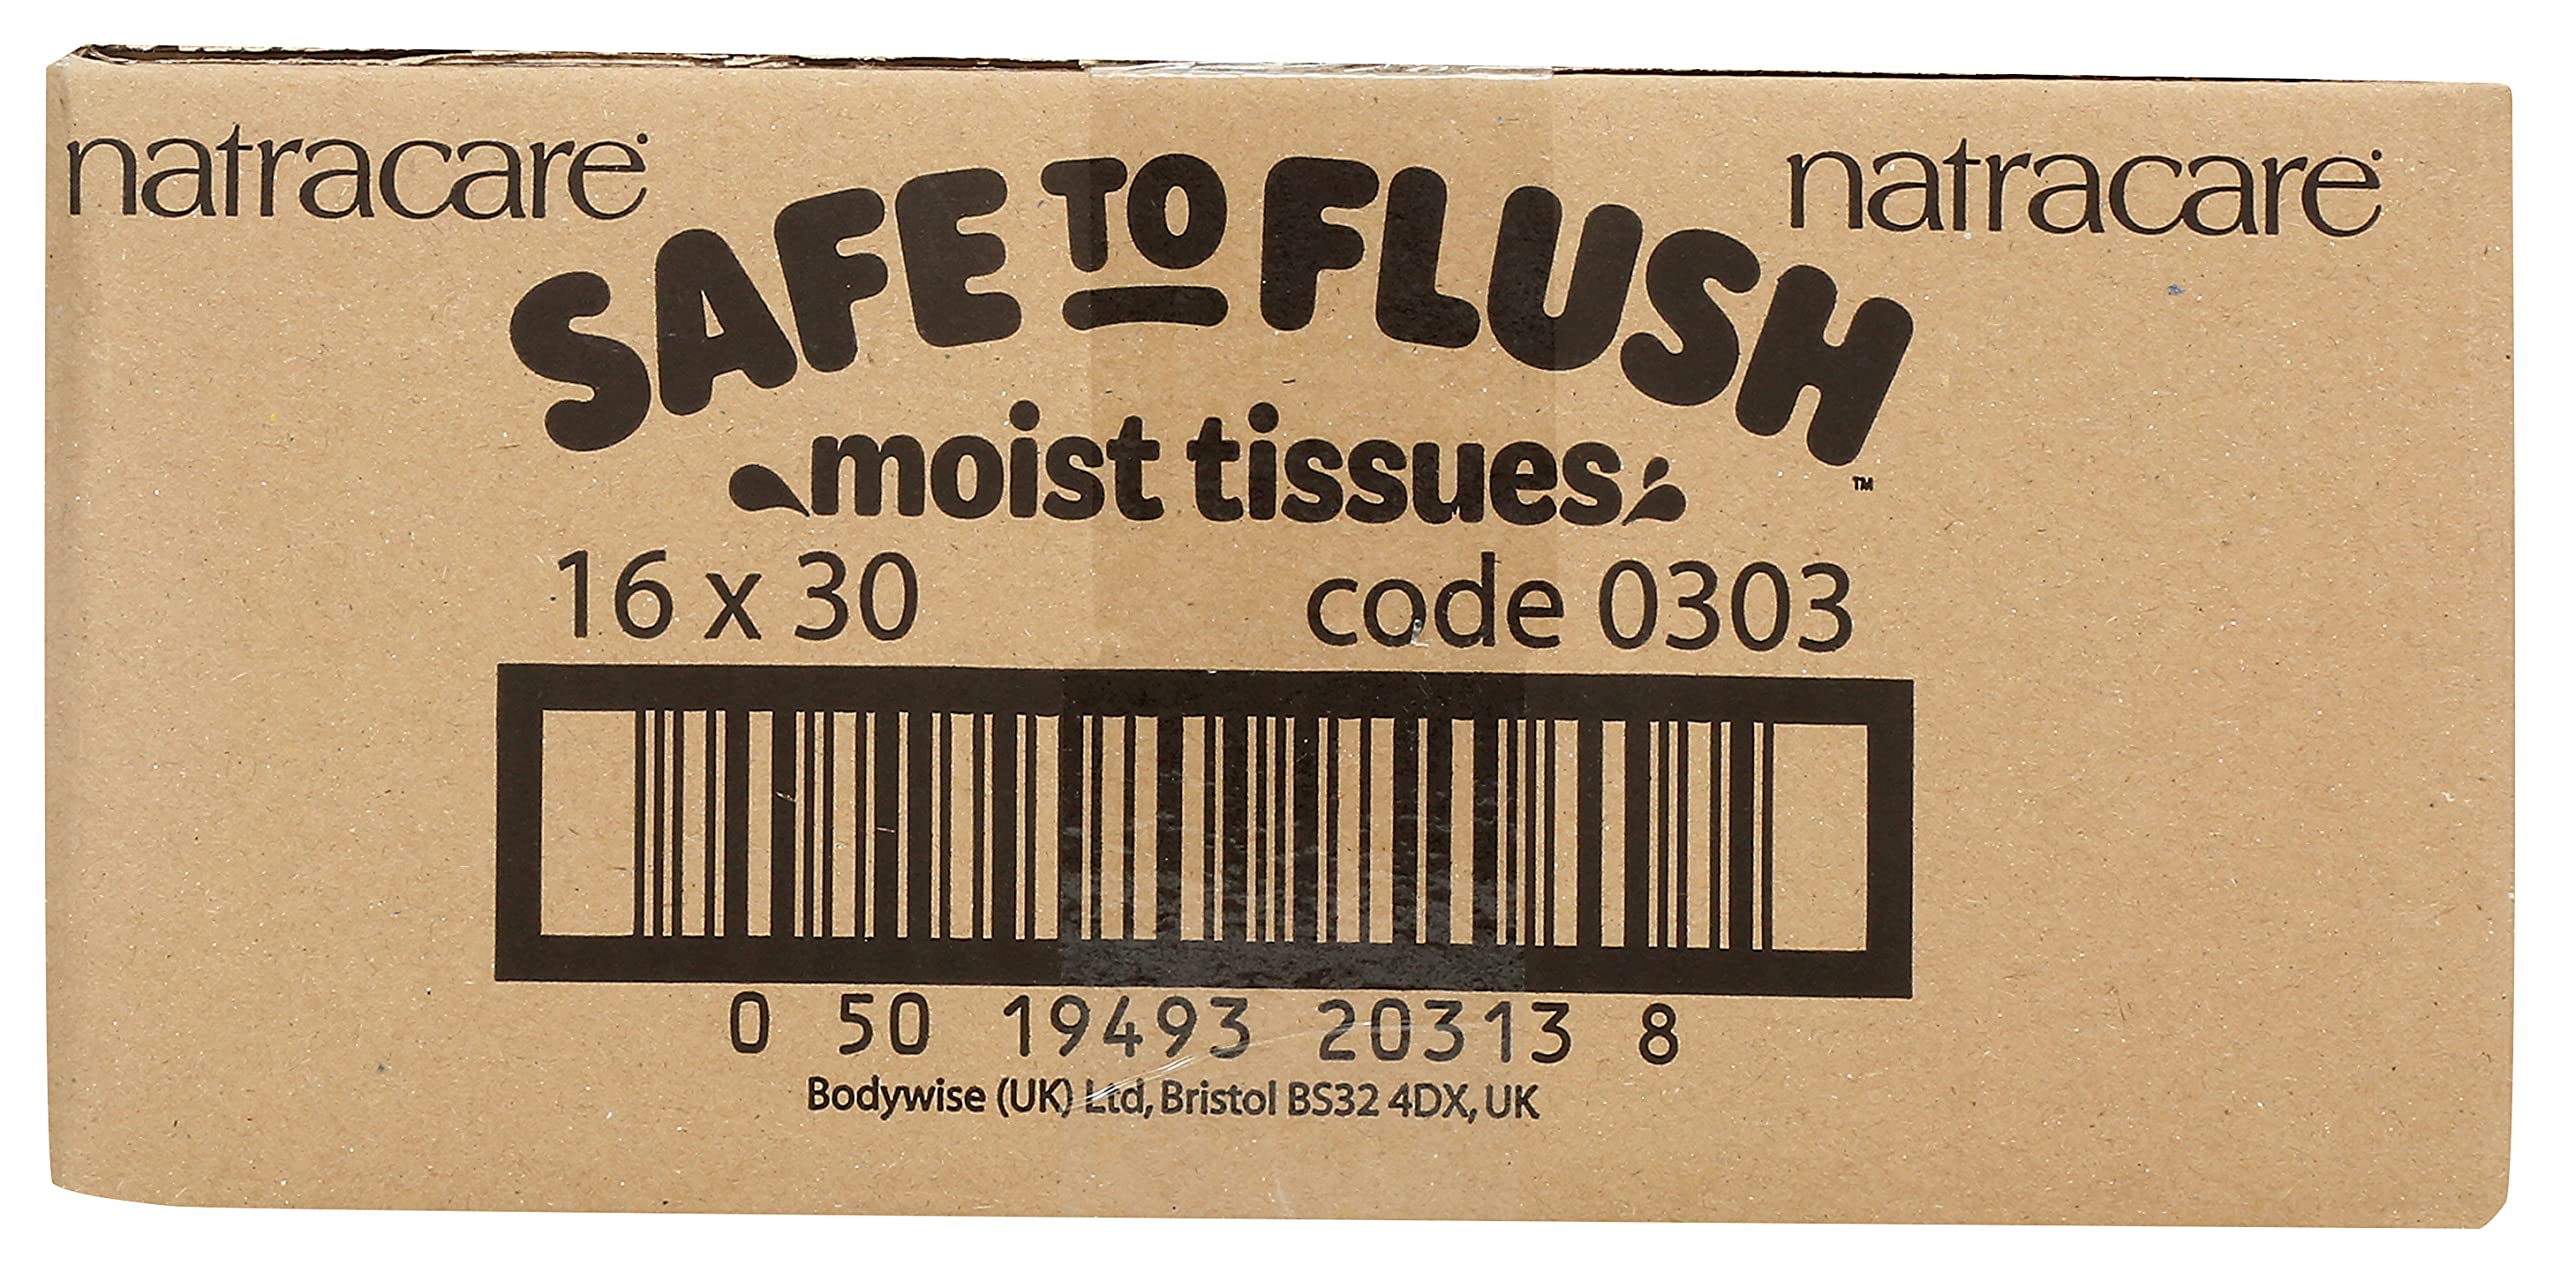 natracare
natracare
SAFE TO FLUSH™
moist tissues
16 x 30
code 0303
0 50 19493 20313 8
Bodywise (UK) Ltd, Bristol BS32 4DX, UK